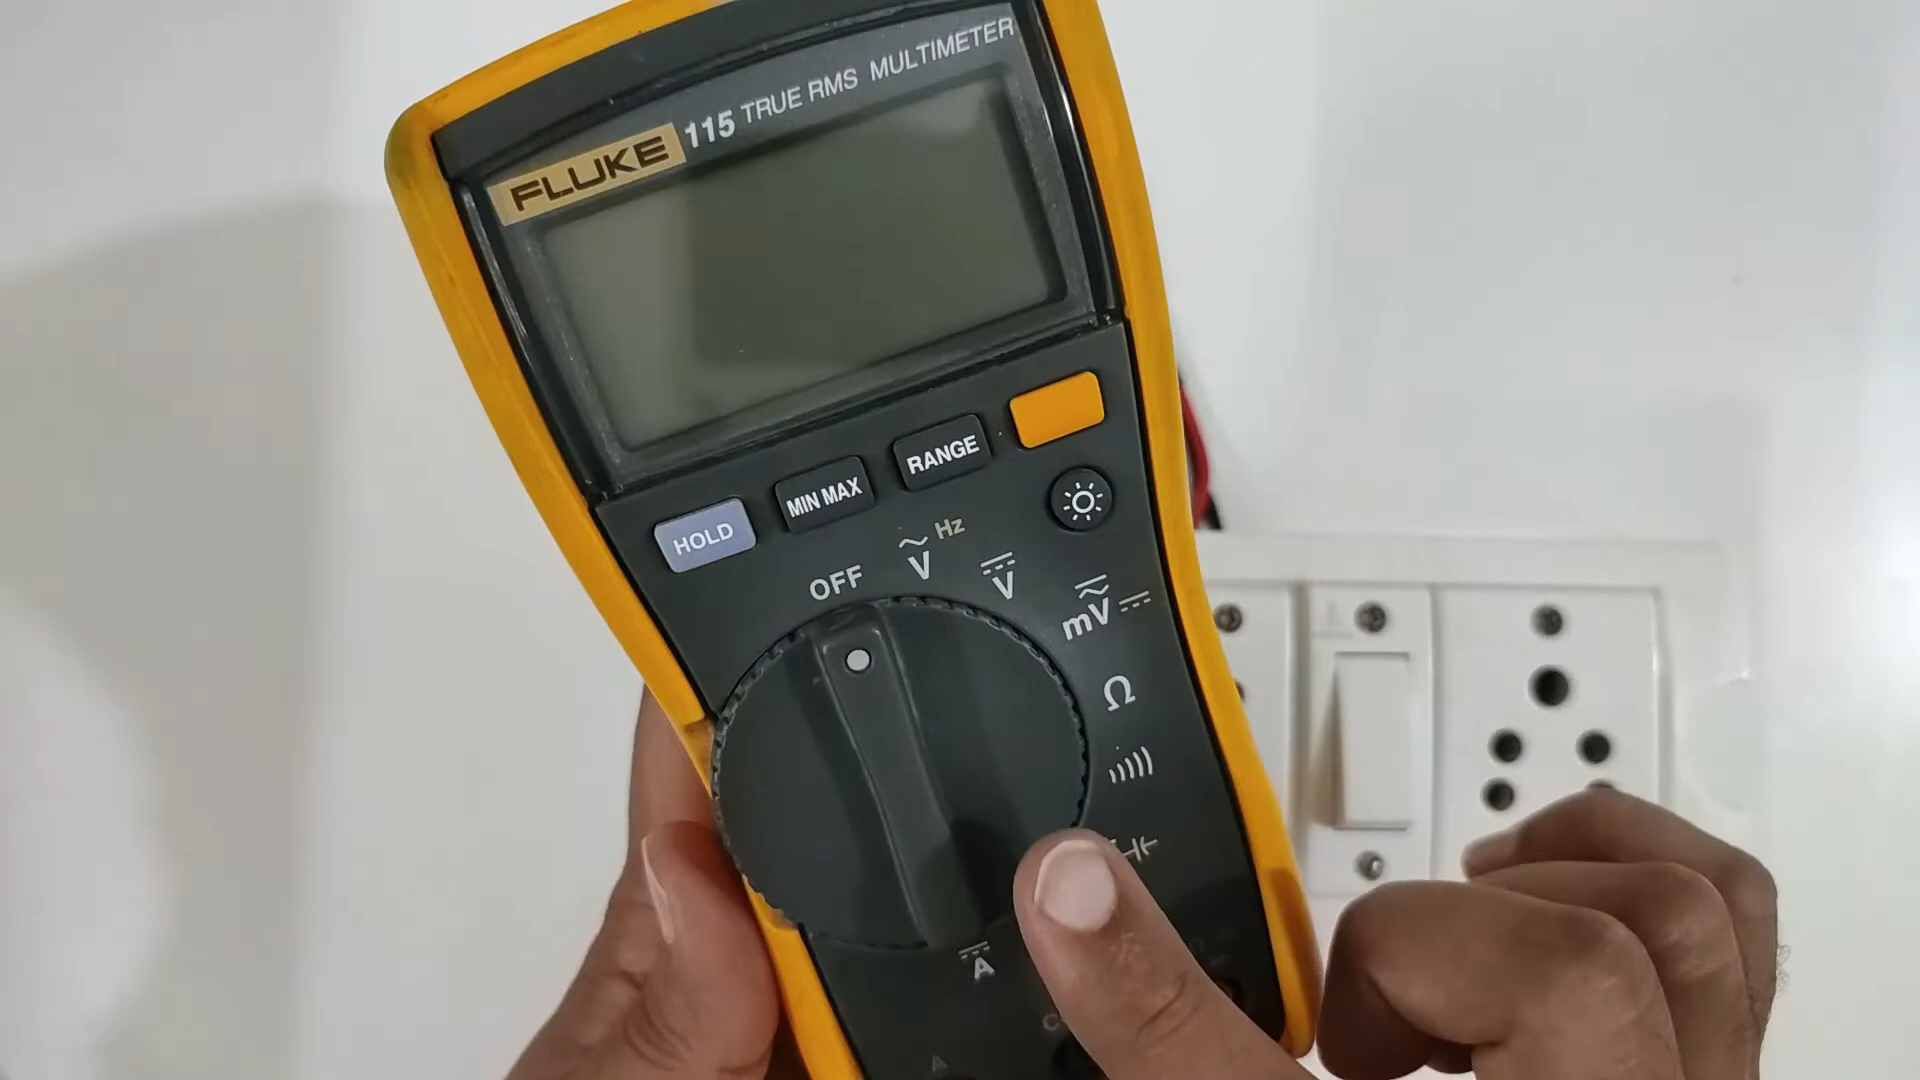 FLUKE 115 TRUE RMS MULTIMETER
HOLD
MIN MAX
RANGE
OFF
V Hz
V
mV
Ω
A
A